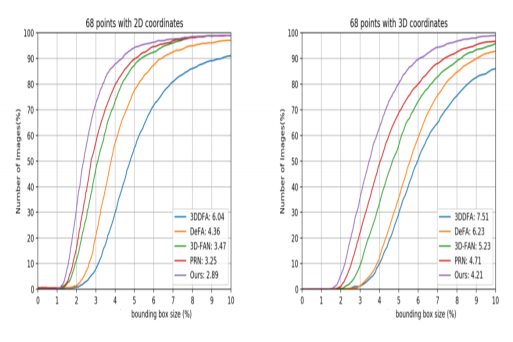 68 points with 2D coordinates
Number of Images(%)
100
90
80
70
60
50
40
30
20
10
0
3DDFA: 6.04
DeFA: 4.36
3D-FAN: 3.47
PRN: 3.25
Ours: 2.89
0 1 2 3 4 5 6 7 8 9 10
bounding box size (%)
68 points with 3D coordinates
Number of Images(%)
100
90
80
70
60
50
40
30
20
10
0
3DDFA: 7.51
DeFA: 6.23
3D-FAN: 5.23
PRN: 4.71
Ours: 4.21
0 1 2 3 4 5 6 7 8 9 10
bounding box size (%)